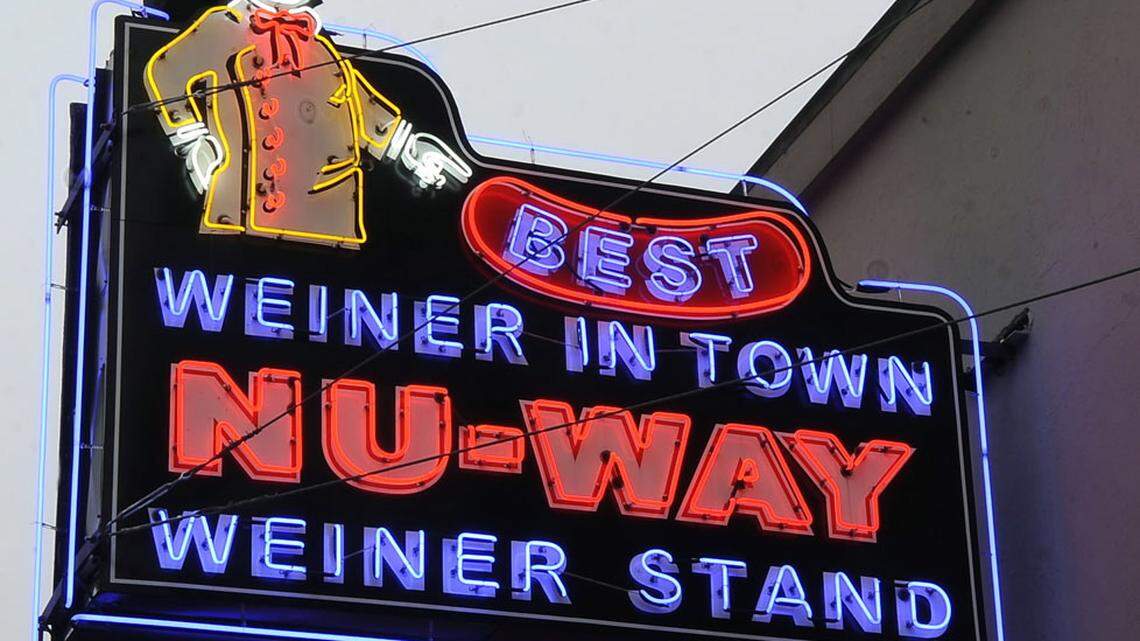 BEST
WEINER IN TOWN
NU-WAY
WEINER STAND